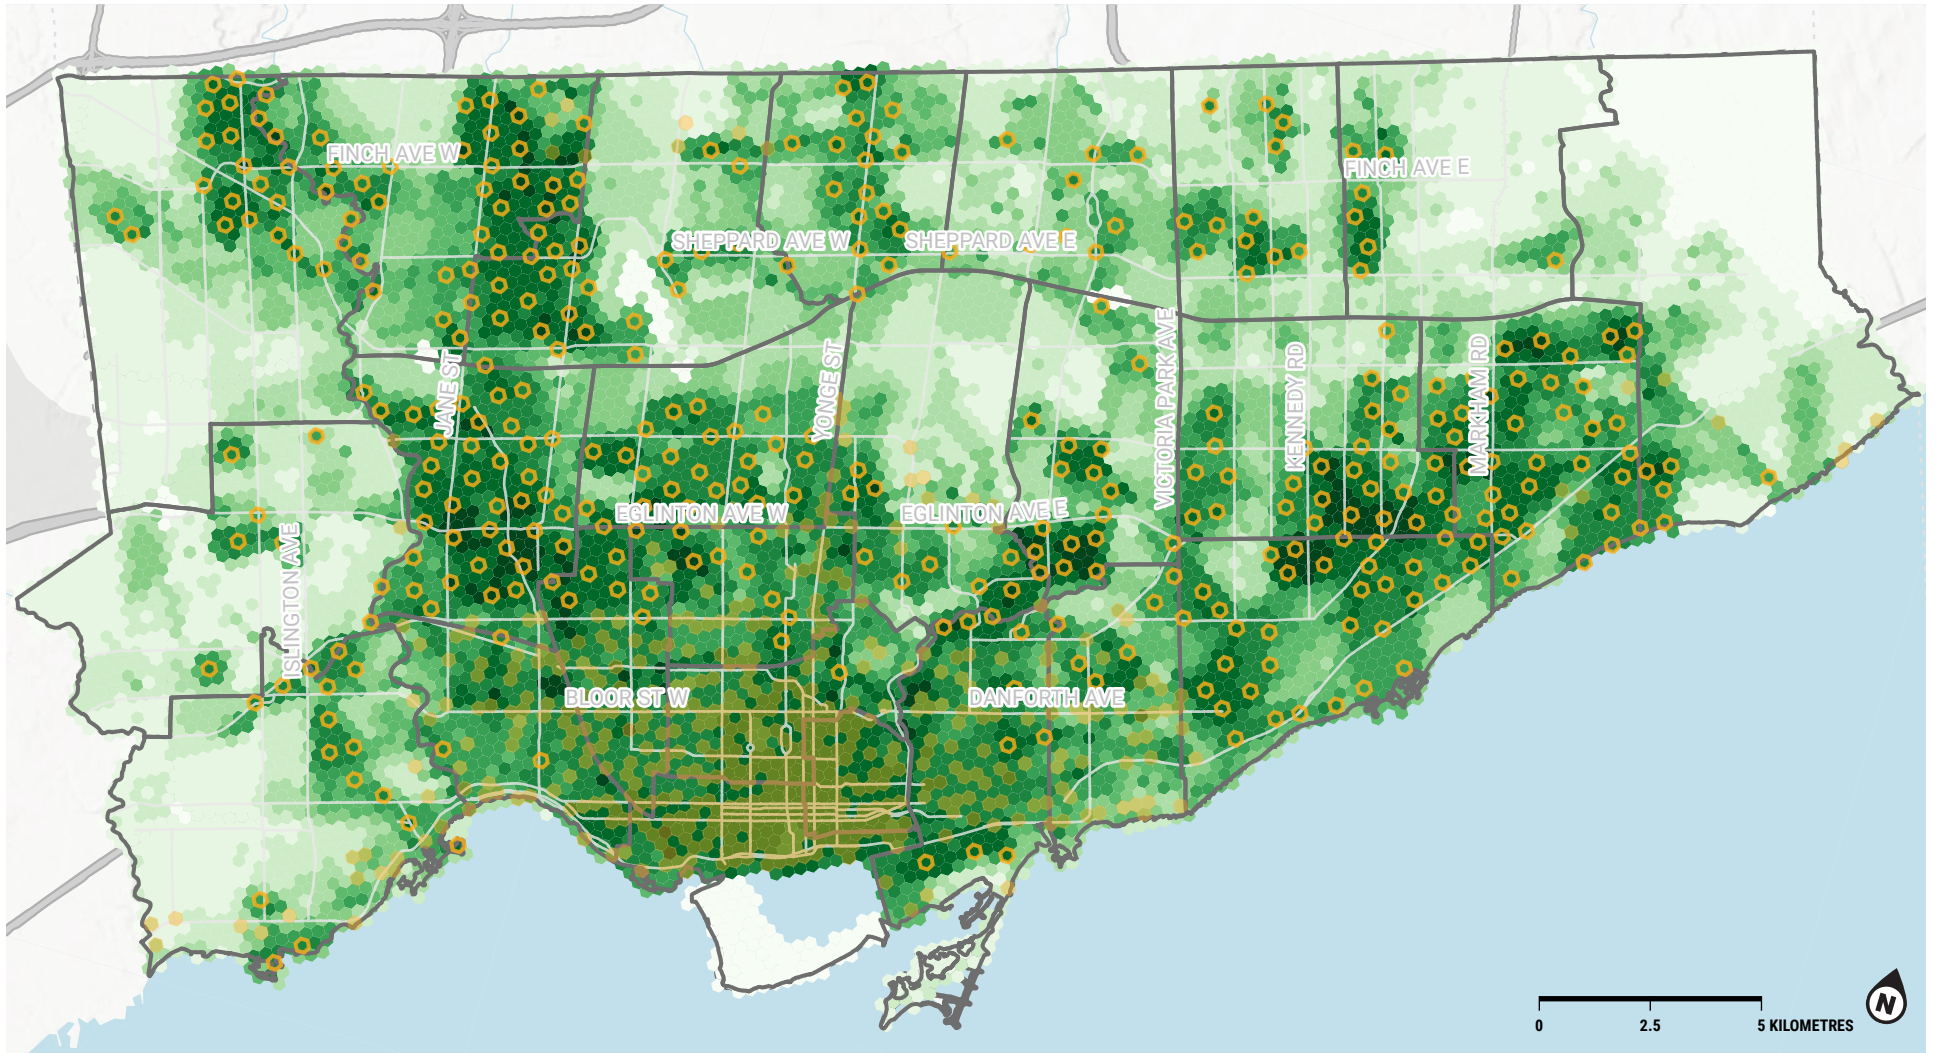 FINCH AVE W
FINCH AVE E
SHEPPARD AVE W
SHEPPARD AVE E
JANE ST
YONGE ST
VICTORIA PARK AVE
KENNEDY RD
MARKHAM RD
EGLINTON AVE W
EGLINTON AVE E
ISLINGTON AVE
BLOOR ST W
DANFORTH AVE
N
0
2.5
5 KILOMETRES